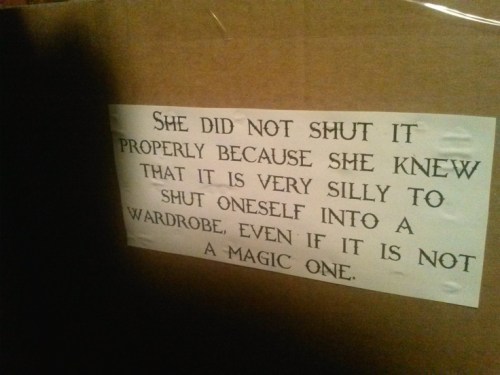 SHE DID NOT SHUT IT
PROPERLY BECAUSE SHE KNEW
THAT IT IS VERY SILLY TO
SHUT ONESELF INTO A
WARDROBE, EVEN IF IT IS NOT
A MAGIC ONE.